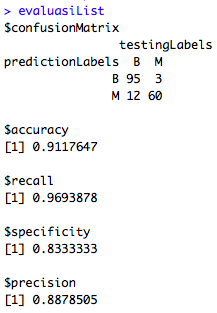 > evaluasiList
$confusionMatrix
testingLabels
predictionLabels B M
B 95 3
M 12 60
$accuracy
[1] 0.9117647
$recall
[1] 0.9693878
$specificity
[1] 0.8333333
$precision
[1] 0.8878505